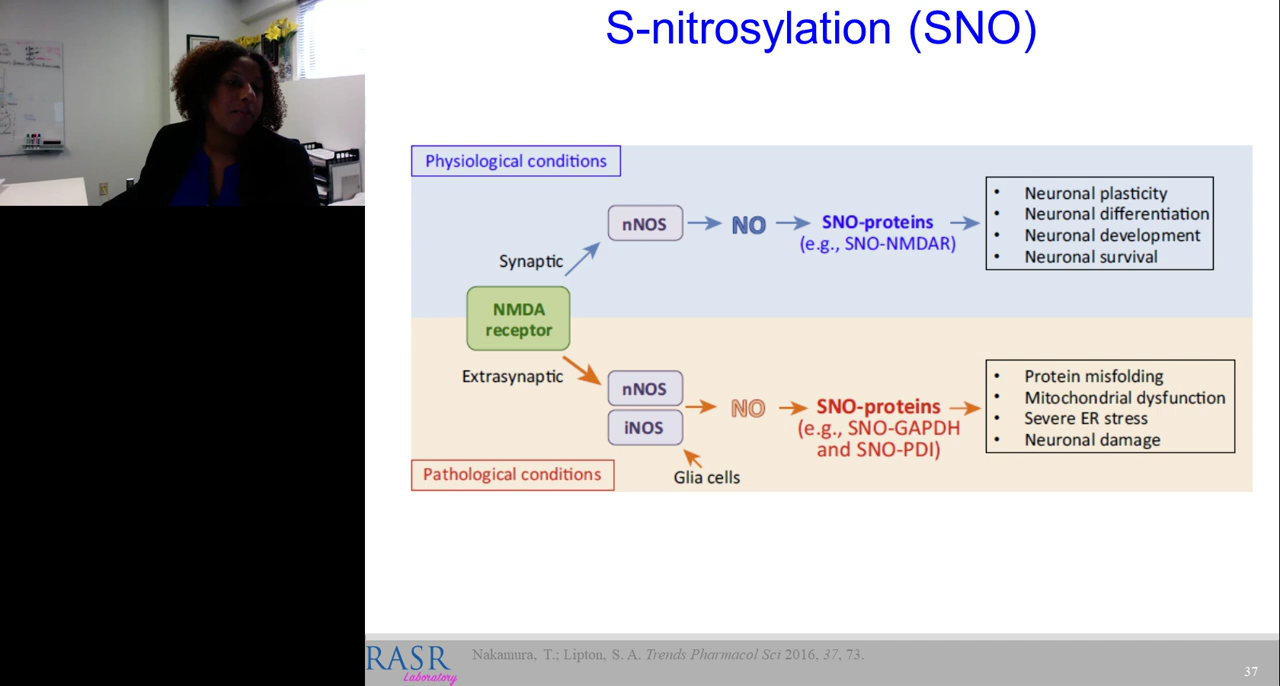 S-nitrosylation (SNO)
Physiological conditions
Synaptic
NMDA
receptor
nNOS
NO
SNO-proteins
(e.g., SNO-NMDAR)
• Neuronal plasticity
• Neuronal differentiation
• Neuronal development
• Neuronal survival
Extrasynaptic
nNOS
iNOS
Glia cells
NO
SNO-proteins
(e.g., SNO-GAPDH
and SNO-PDI)
• Protein misfolding
• Mitochondrial dysfunction
• Severe ER stress
• Neuronal damage
Pathological conditions
RASR
Laboratory
Nakamura, T.; Lipton, S. A. Trends Pharmacol Sci 2016, 37, 73.
37